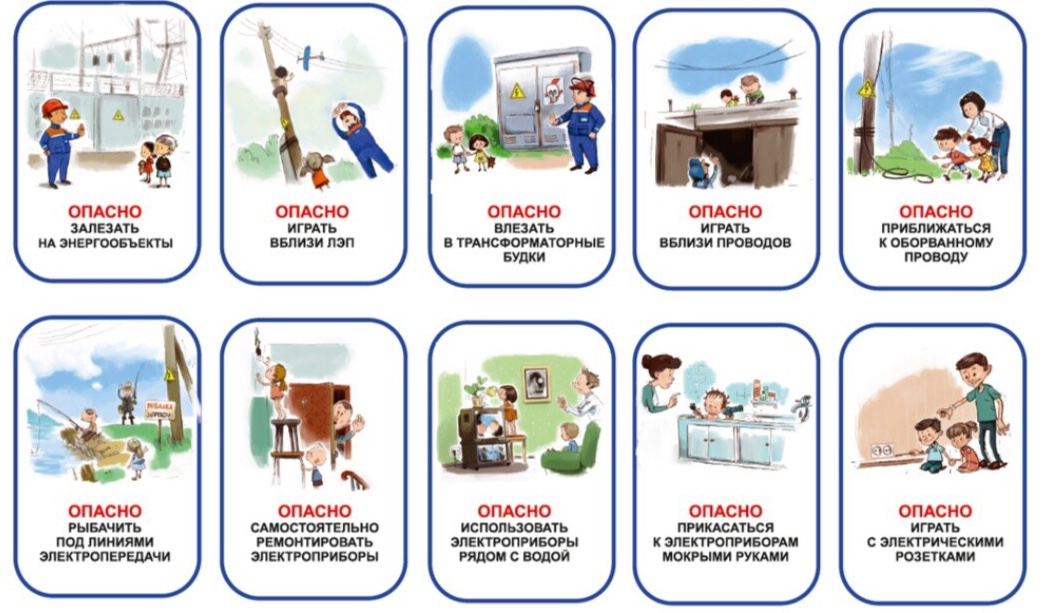 ОПАСНО
ЗАЛЕЗАТЬ
НА ЭНЕРГООБЪЕКТЫ
ОПАСНО
ИГРАТЬ
ВБЛИЗИ ЛЭП
ОПАСНО
ВЛЕЗАТЬ
В ТРАНСФОРМАТОРНЫЕ
БУДКИ
ОПАСНО
ИГРАТЬ
ВБЛИЗИ ПРОВОДОВ
ОПАСНО
ПРИБЛИЖАТЬСЯ
К ОБОРВАННОМУ
ПРОВОДУ
ОПАСНО
РЫБАЧИТЬ
ПОД ЛИНИЯМИ
ЭЛЕКТРОПЕРЕДАЧИ
ОПАСНО
САМОСТОЯТЕЛЬНО
РЕМОНТИРОВАТЬ
ЭЛЕКТРОПРИБОРЫ
ОПАСНО
ИСПОЛЬЗОВАТЬ
ЭЛЕКТРОПРИБОРЫ
РЯДОМ С ВОДОЙ
ОПАСНО
ПРИКАСАТЬСЯ
К ЭЛЕКТРОПРИБОРАМ
МОКРЫМИ РУКАМИ
ОПАСНО
ИГРАТЬ
С ЭЛЕКТРИЧЕСКИМИ
РОЗЕТКАМИ